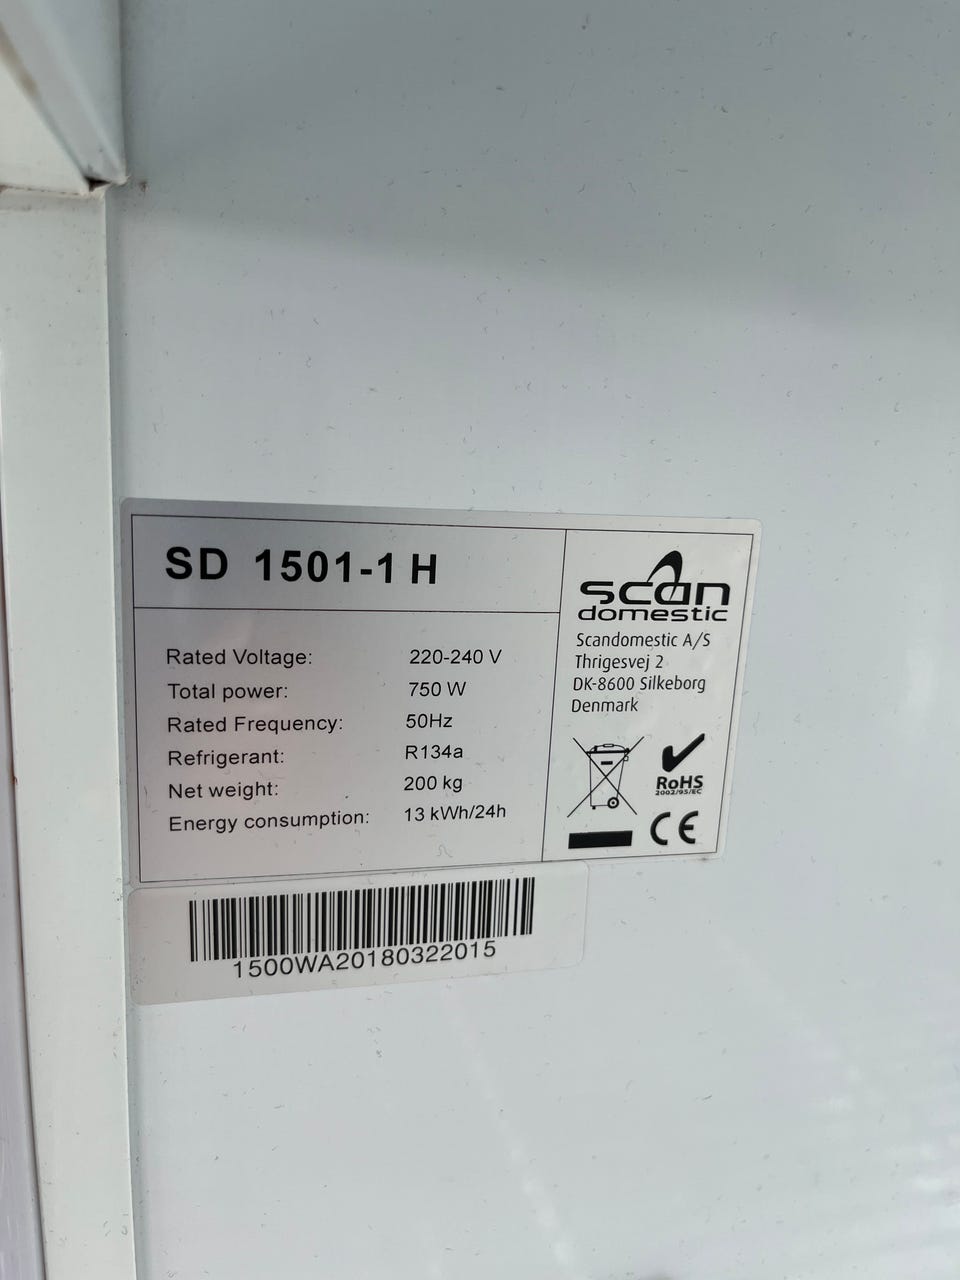 SD 1501-1 H
Rated Voltage: 220-240 V
Total power: 750 W
Rated Frequency: 50Hz
Refrigerant: R134a
Net weight: 200 kg
Energy consumption: 13 kWh/24h
scan
domestic
Scandomestic A/S
Thrigesvej 2
DK-8600 Silkeborg
Denmark
RoHS
2002/95/EC
CE
1500WA20180322015